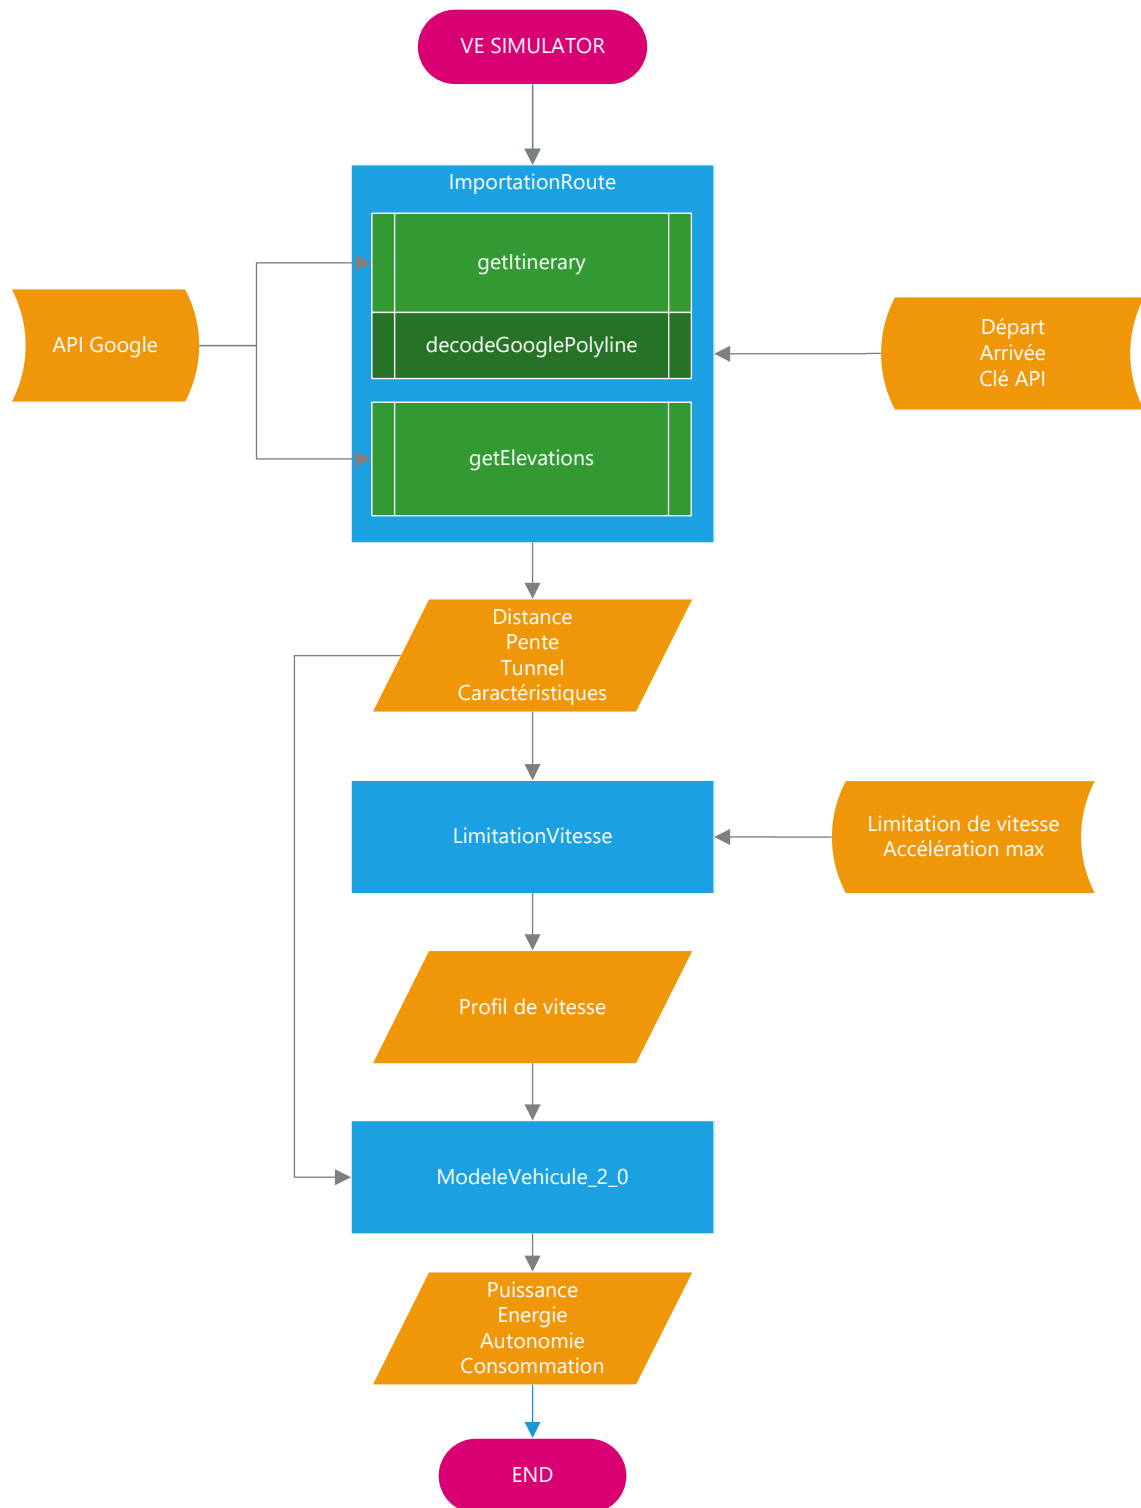 VE SIMULATOR
ImportationRoute
getItinerary
decodeGooglePolyline
getElevations
API Google
Départ
Arrivée
Clé API
Distance
Pente
Tunnel
Caractéristiques
LimitationVitesse
Limitation de vitesse
Accélération max
Profil de vitesse
ModeleVehicule_2_0
Puissance
Energie
Autonomie
Consommation
END